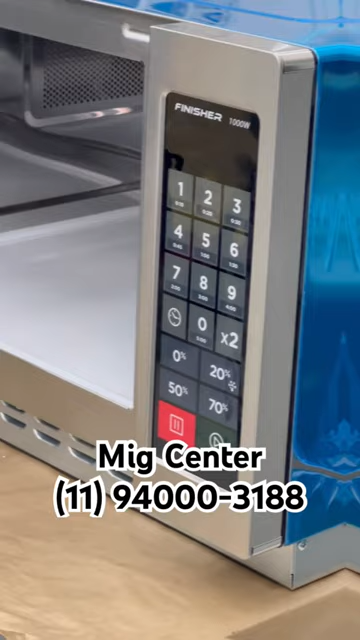 FINISHER 1000W
1 2 3
4 5 6
7 8 9
0 x2
0% 20%
50% 70%
Mig Center
(11) 94000-3188